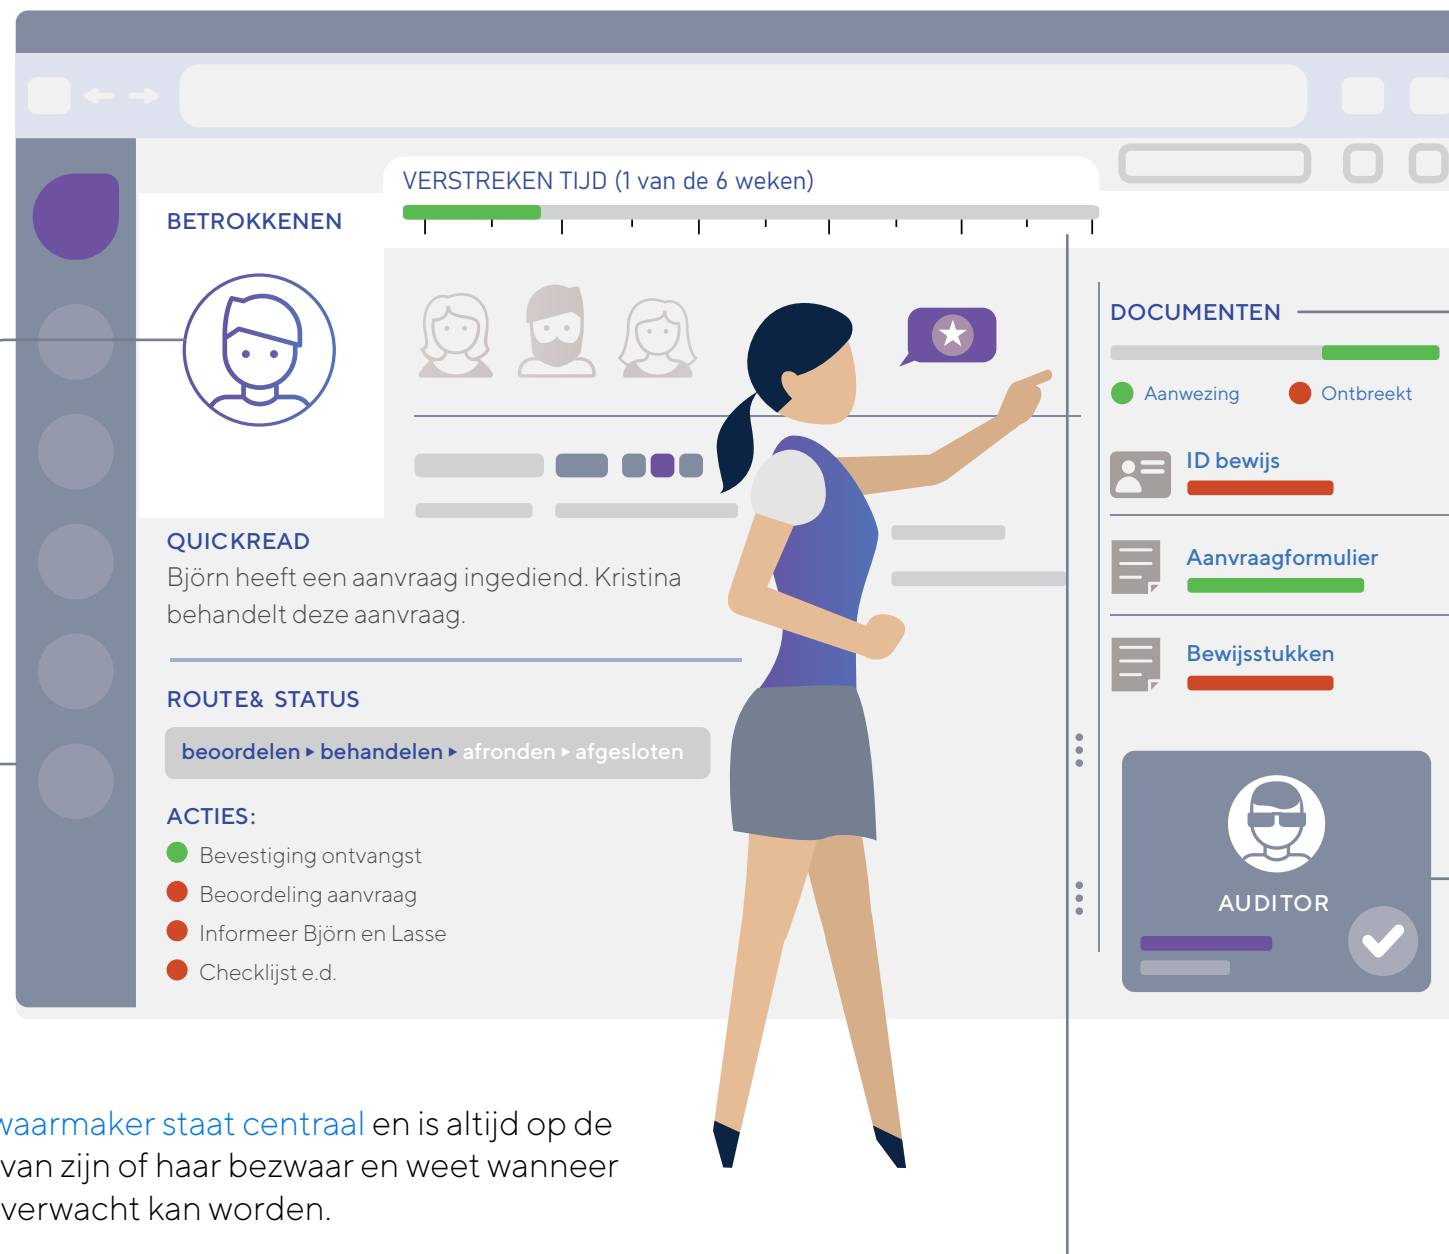 VERSTREKEN TIJD (1 van de 6 weken)
BETROKKENEN
QUICKREAD
Björn heeft een aanvraag ingediend. Kristina
behandelt deze aanvraag.
ROUTE& STATUS
beoordelen ▸ behandelen ▸ afronden ▸ afgesloten
ACTIES:
Bevestiging ontvangst
Beoordeling aanvraag
Informeer Björn en Lasse
Checklijst e.d.
DOCUMENTEN
Aanwezing
Ontbreekt
ID bewijs
Aanvraagformulier
Bewijsstukken
AUDITOR
waarmaker staat centraal en is altijd op de
van zijn of haar bezwaar en weet wanneer
verwacht kan worden.